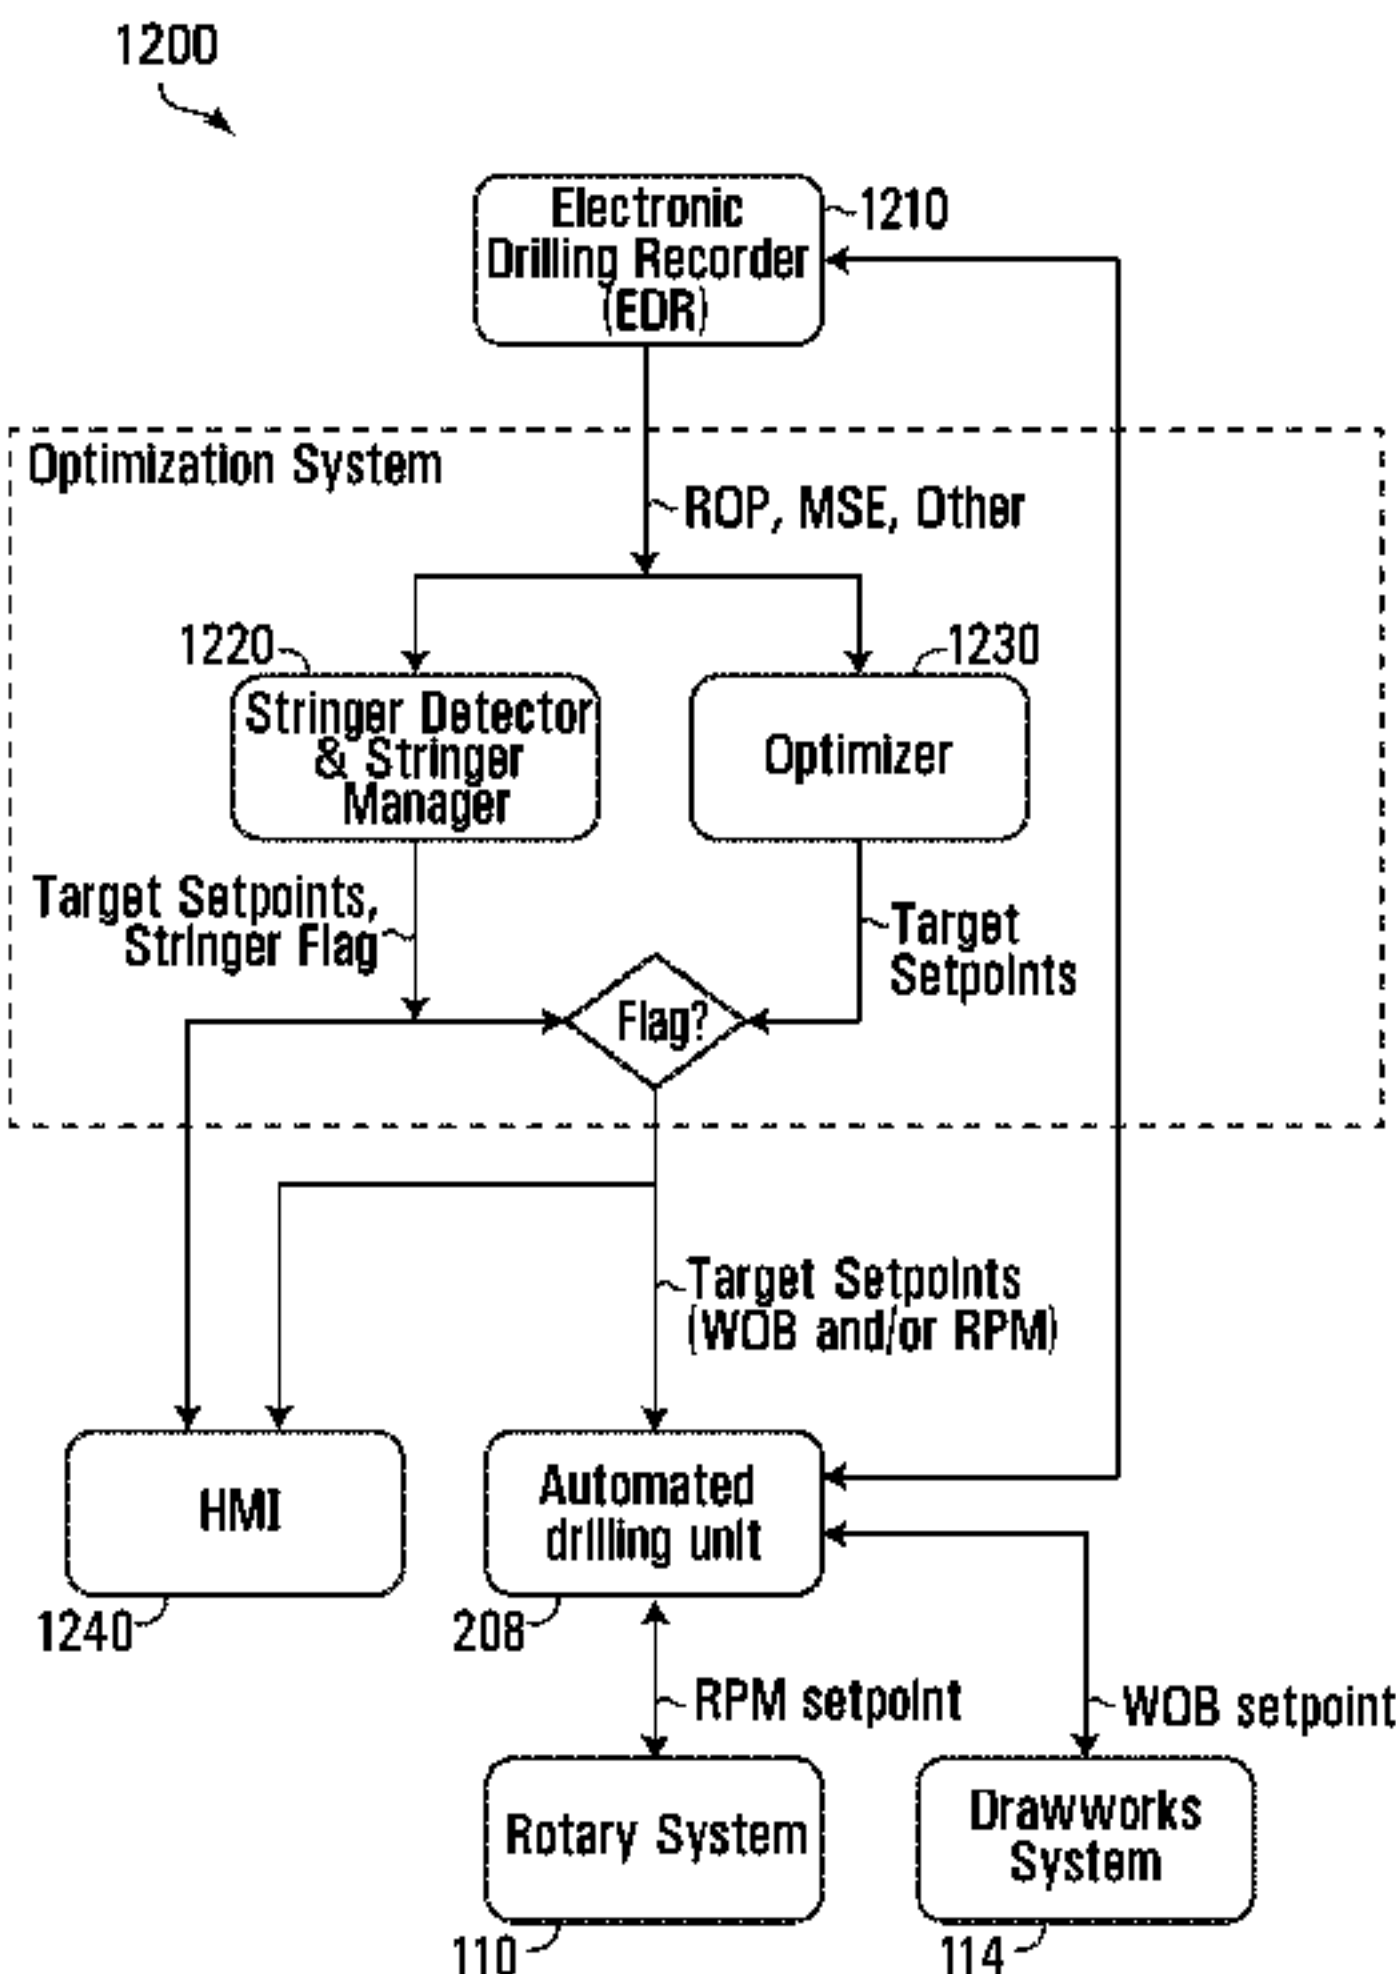 1200
Electronic
Drilling Recorder
(EDR)
1210
Optimization System
ROP, MSE, Other
1220
1230
Stringer Detector
& Stringer
Manager
Optimizer
Target Setpoints,
Stringer Flag
Target
Setpoints
Flag?
Target Setpoints
(WOB and/or RPM)
HMI
Automated
drilling unit
1240
208
RPM setpoint
WOB setpoint
Rotary System
Drawworks
System
110
114